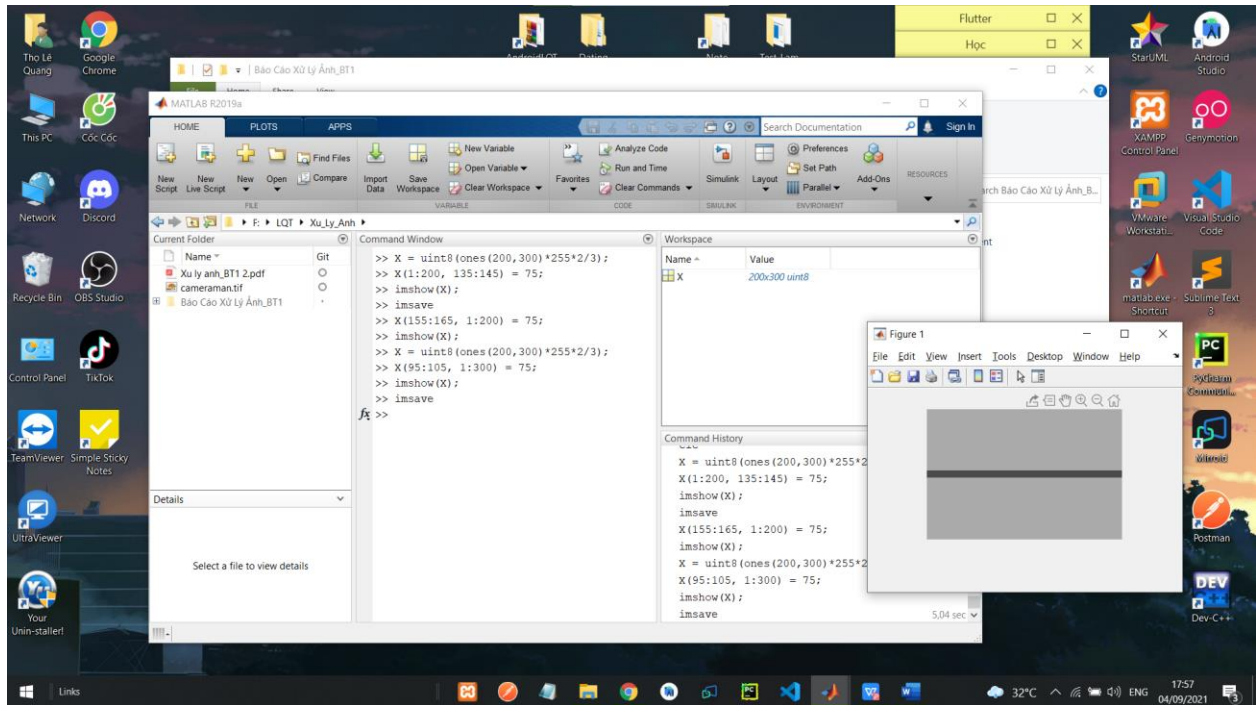 Tho Lê
Quang
Google
Chrome
This PC
Cốc Cốc
Network
Discord
Recycle Bin
OBS Studio
Control Panel
TikTok
TeamViewer
Simple Sticky
Notes
UltraViewer
Your
Unin-staller!
Flutter
Học
StarUML
Android
Studio
XAMPP
Control Panel
Genymotion
VMware
Workstati...
Visual Studio
Code
matlab.exe -
Shortcut
Sublime Text
3
PyCharm
Communi...
Postman
DEV
Dev-C++
Báo Cáo Xử Lý Ảnh_BT1
File Home Share View
MATLAB R2019a
HOME PLOTS APPS
Search Documentation
Sign In
New
Script
New
Live Script
New
Open
Find Files
Compare
Import
Data
Save
Workspace
New Variable
Open Variable
Clear Workspace
Favorites
Analyze Code
Run and Time
Clear Commands
Simulink
Layout
Preferences
Set Path
Parallel
Add-Ons
RESOURCES
FILE VARIABLE CODE SIMULINK ENVIRONMENT
F: LQT Xu_Ly_Anh
Current Folder
Name Git
Xu ly anh_BT1 2.pdf
cameraman.tif
Báo Cáo Xử Lý Ảnh_BT1
Details
Select a file to view details
Command Window
>> X = uint8(ones(200,300)*255*2/3);
>> X(1:200, 135:145) = 75;
>> imshow(X);
>> imsave
>> X(155:165, 1:200) = 75;
>> imshow(X);
>> X = uint8(ones(200,300)*255*2/3);
>> X(95:105, 1:300) = 75;
>> imshow(X);
>> imsave
fx >>
Workspace
Name Value
X 200x300 uint8
Command History
X = uint8(ones(200,300)*255*2
X(1:200, 135:145) = 75;
imshow(X);
imsave
X(155:165, 1:200) = 75;
imshow(X);
X = uint8(ones(200,300)*255*2
X(95:105, 1:300) = 75;
imshow(X);
imsave
5,04 sec
Figure 1
File Edit View Insert Tools Desktop Window Help
Links
32°C
ENG
17:57
04/09/2021